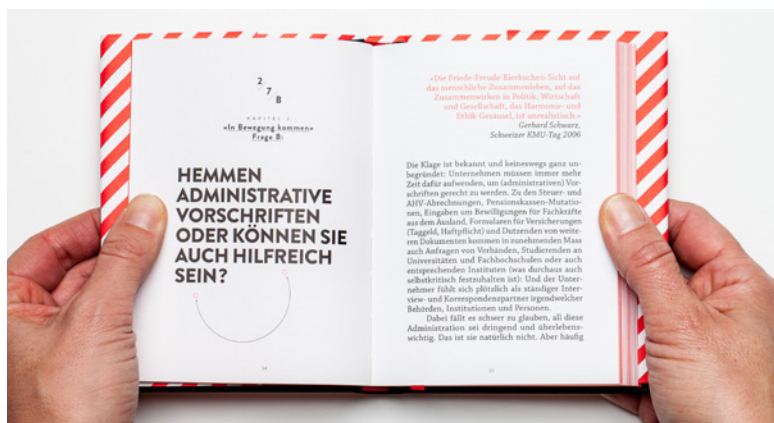 2
7
B
KAPITEL 2
»In Bewegung kommen«
Frage B:
HEMMEN
ADMINISTRATIVE
VORSCHRIFTEN
ODER KÖNNEN SIE
AUCH HILFREICH
SEIN?
34
»Die Friede-Freude-Eierkuchen-Sicht auf
das menschliche Zusammenleben, auf das
Zusammenwirken in Politik, Wirtschaft
und Gesellschaft, das Harmonie- und
Ethik-Gesäusel, ist unrealistisch.«
Gerhard Schwarz,
Schweizer KMU-Tag 2006
Die Klage ist bekannt und keineswegs ganz un-
begründet: Unternehmen müssen immer mehr
Zeit dafür aufwenden, um (administrativen) Vor-
schriften gerecht zu werden. Zu den Steuer- und
AHV-Abrechnungen, Pensionskassen-Mutatio-
nen, Eingaben um Bewilligungen für Fachkräfte
aus dem Ausland, Formularen für Versicherungen
(Taggeld, Haftpflicht) und Dutzenden von weite-
ren Dokumenten kommen in zunehmendem Mass
auch Anfragen von Verbänden, Studierenden an
Universitäten und Fachhochschulen oder auch
entsprechenden Instituten (was durchaus auch
selbstkritisch festzuhalten ist): Und der Unter-
nehmer fühlt sich plötzlich als ständiger Inter-
view- und Korrespondenzpartner irgendwelcher
Behörden, Institutionen und Personen.
Dabei fällt es schwer zu glauben, all diese
Administration sei dringend und überlebens-
wichtig. Das ist sie natürlich nicht. Aber häufig
35